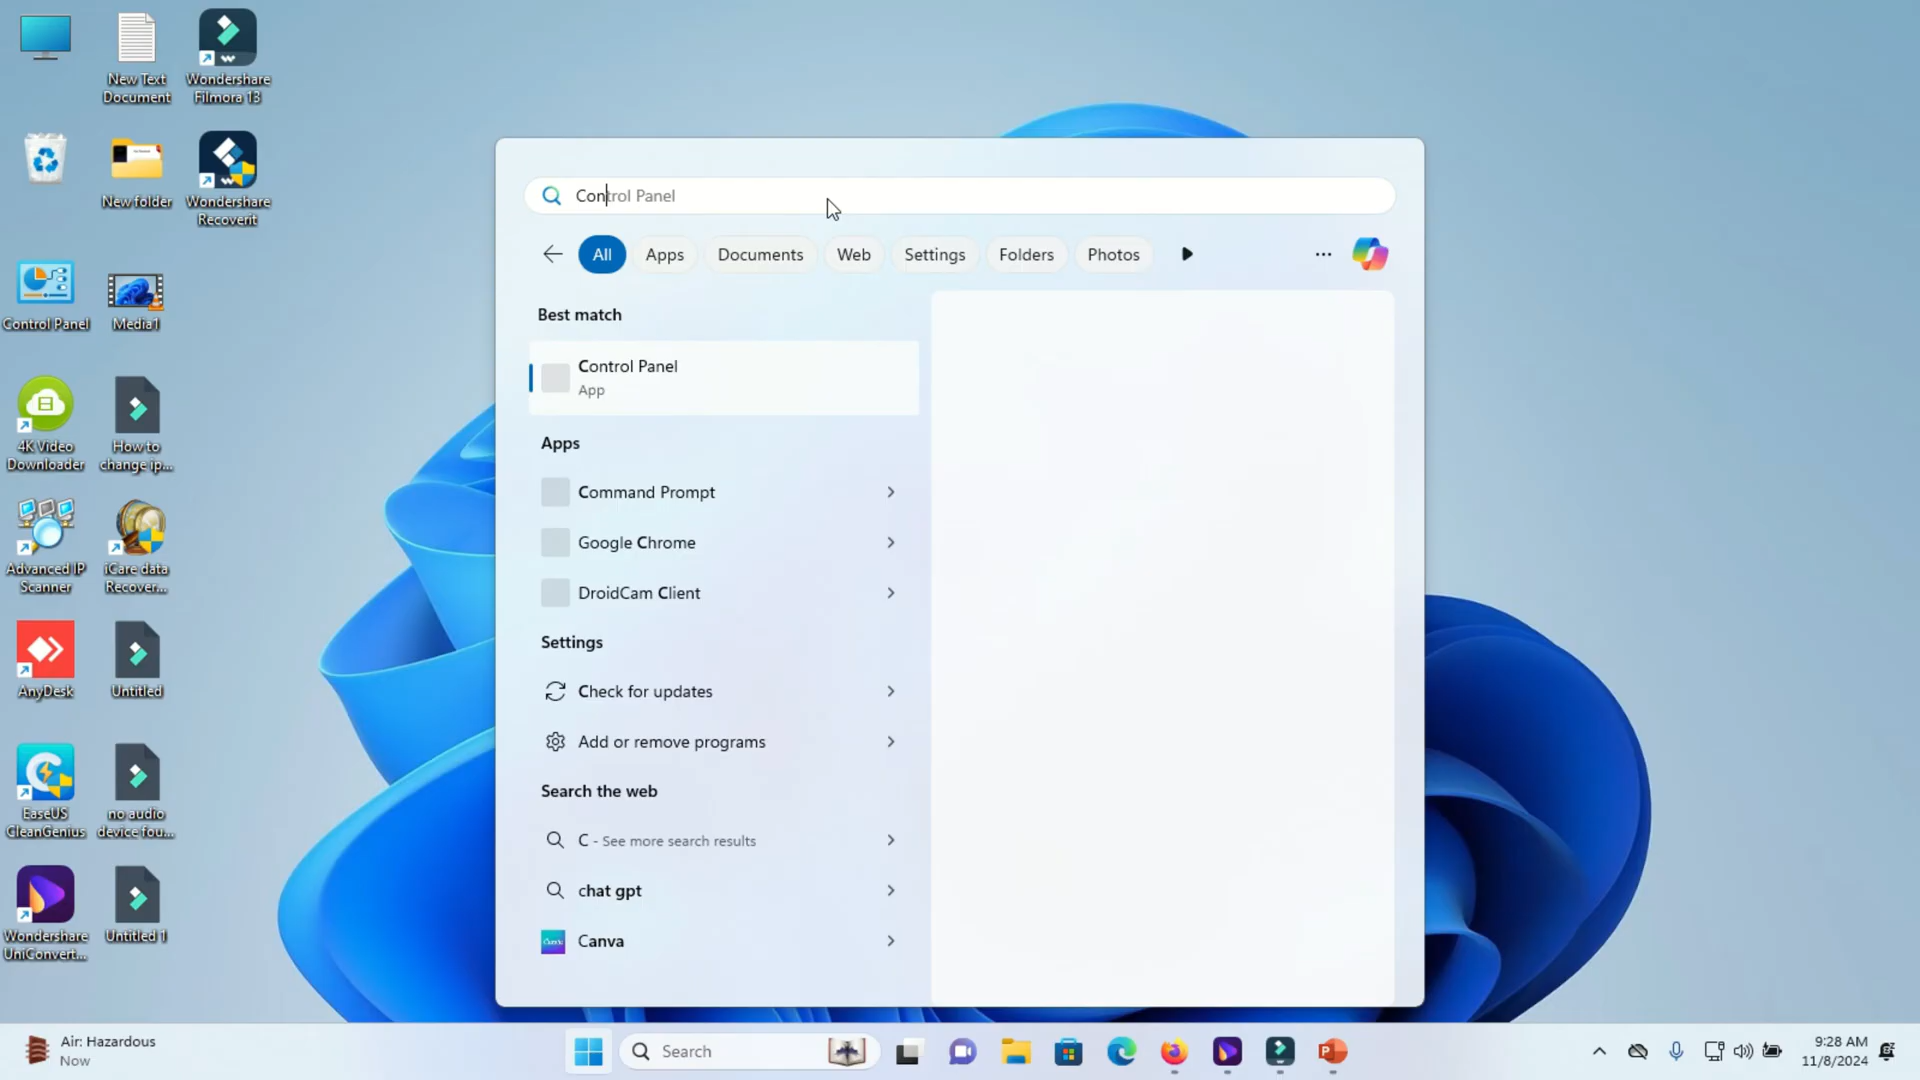 New Text
Document
Wondershare
Filmora 13
New folder
Wondershare
Recoverit
Control Panel
Media1
4K Video
Downloader
How to
change ip...
Advanced IP
Scanner
iCare data
Recover...
AnyDesk
Untitled
EaseUS
CleanGenius
no audio
device fou...
Wondershare
UniConvert...
Untitled 1
Control Panel
All
Apps
Documents
Web
Settings
Folders
Photos
...
Best match
Control Panel
App
Apps
Command Prompt
Google Chrome
DroidCam Client
Settings
Check for updates
Add or remove programs
Search the web
C - See more search results
chat gpt
Canva
Canva
Air: Hazardous
Now
Search
P
9:28 AM
11/8/2024